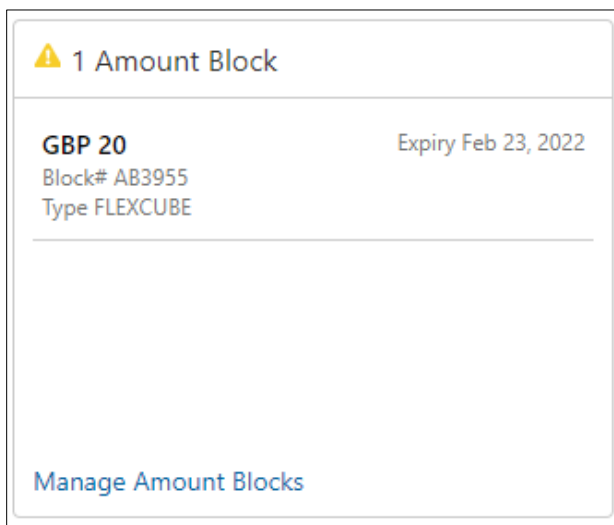 1 Amount Block
GBP 20
Expiry Feb 23, 2022
Block# AB3955
Type FLEXCUBE
Manage Amount Blocks